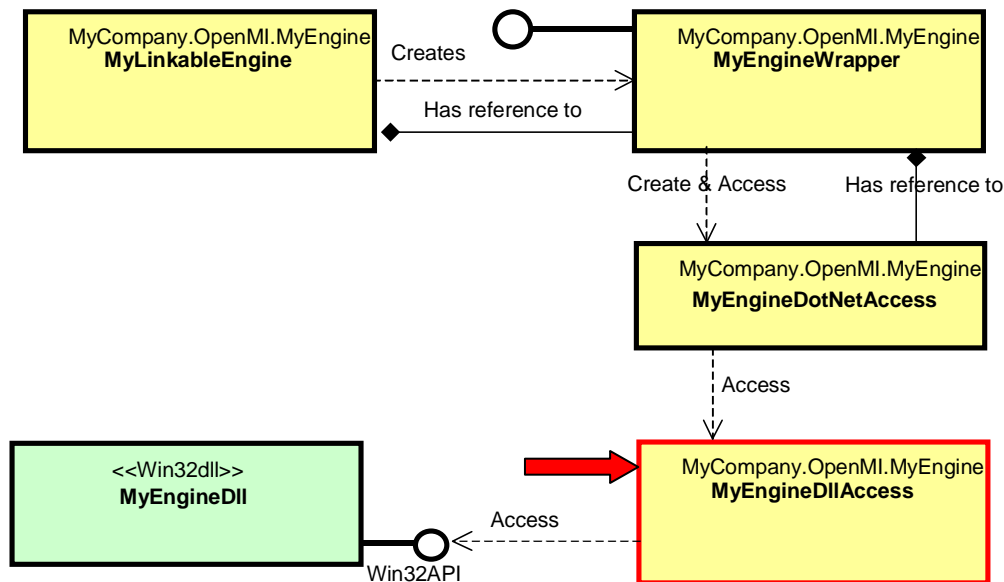 MyCompany.OpenMI.MyEngine
MyLinkableEngine
Creates
Has reference to
MyCompany.OpenMI.MyEngine
MyEngineWrapper
Create & Access
Has reference to
MyCompany.OpenMI.MyEngine
MyEngineDotNetAccess
Access
<<Win32dll>>
MyEngineDll
Access
Win32API
MyCompany.OpenMI.MyEngine
MyEngineDllAccess